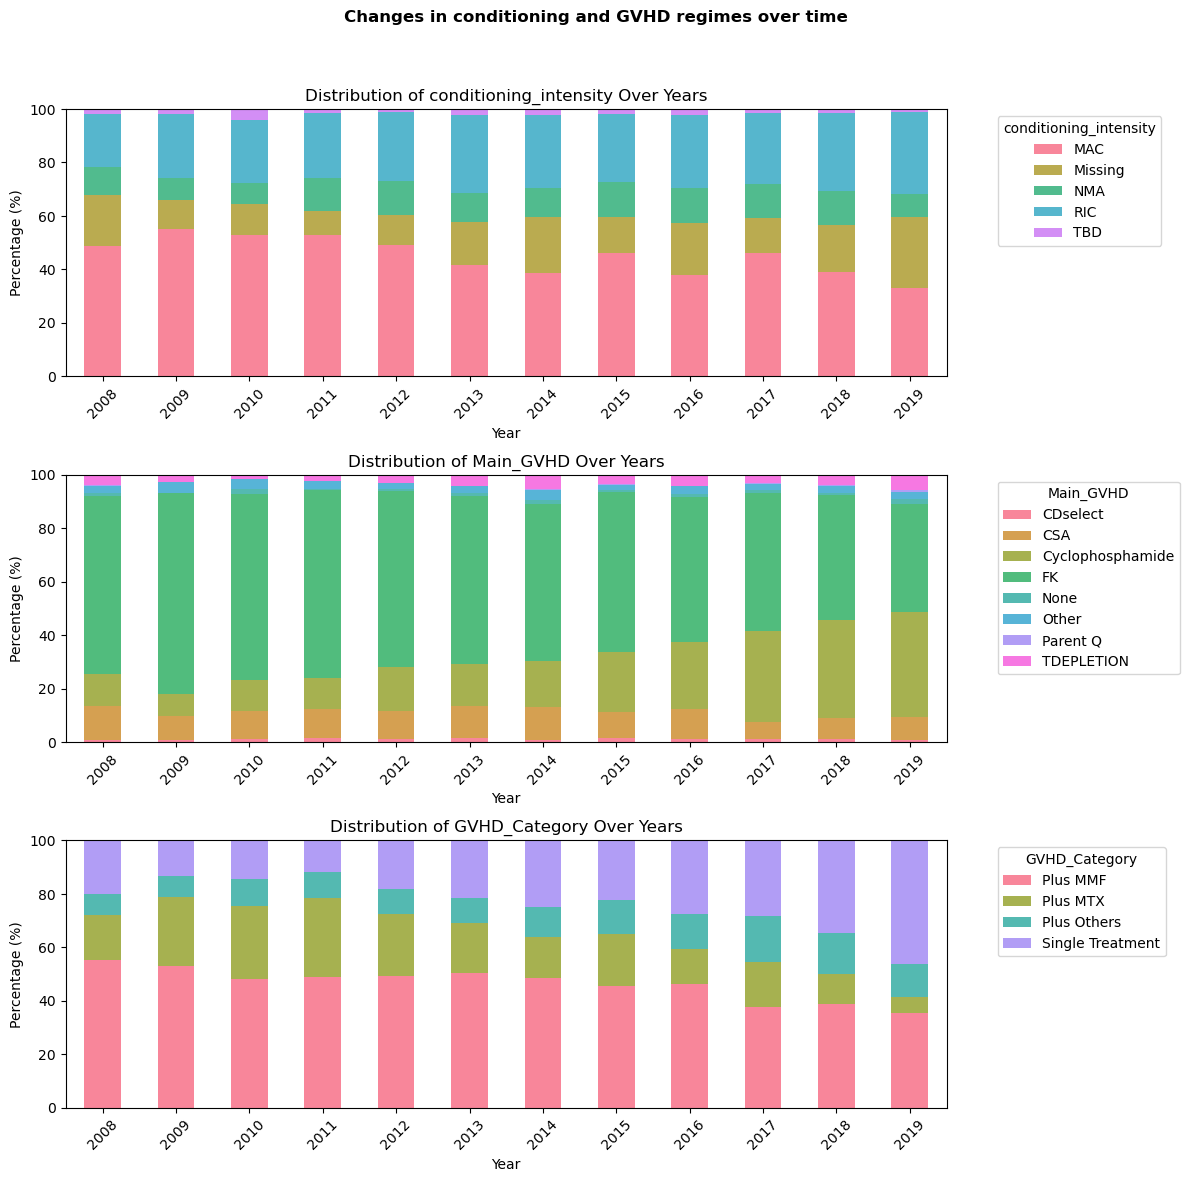 Changes in conditioning and GVHD regimes over time
Distribution of conditioning_intensity Over Years
Percentage (%)
100
80
60
40
20
0
2008 2009 2010 2011 2012 2013 2014 2015 2016 2017 2018 2019
Year
conditioning_intensity
MAC
Missing
NMA
RIC
TBD
Distribution of Main_GVHD Over Years
Percentage (%)
100
80
60
40
20
0
2008 2009 2010 2011 2012 2013 2014 2015 2016 2017 2018 2019
Year
Main_GVHD
CDselect
CSA
Cyclophosphamide
FK
None
Other
Parent Q
TDEPLETION
Distribution of GVHD_Category Over Years
Percentage (%)
100
80
60
40
20
0
2008 2009 2010 2011 2012 2013 2014 2015 2016 2017 2018 2019
Year
GVHD_Category
Plus MMF
Plus MTX
Plus Others
Single Treatment